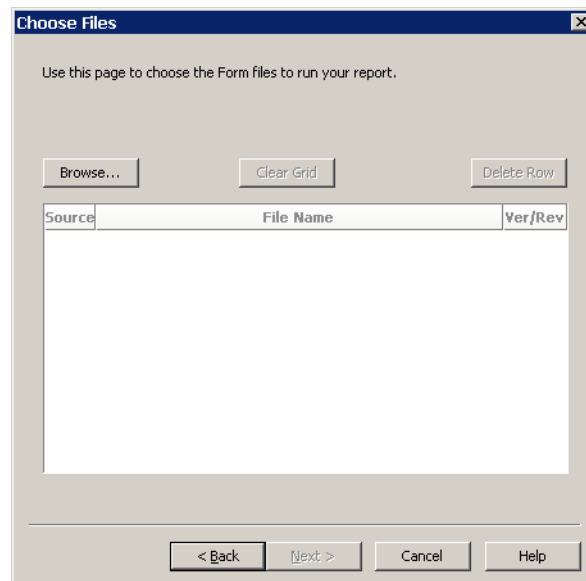 Choose Files
Use this page to choose the Form files to run your report.
Browse... Clear Grid Delete Row
Source File Name Ver/Rev
< Back Next > Cancel Help